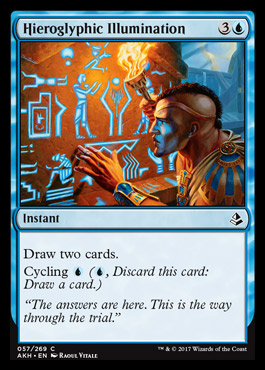 Hieroglyphic Illumination 3
Instant
Draw two cards.
Cycling (, Discard this card:
Draw a card.)
“The answers are here. This is the way
through the trial.”
057/269 C
AKH • EN Raoul Vitale
™ & © 2017 Wizards of the Coast